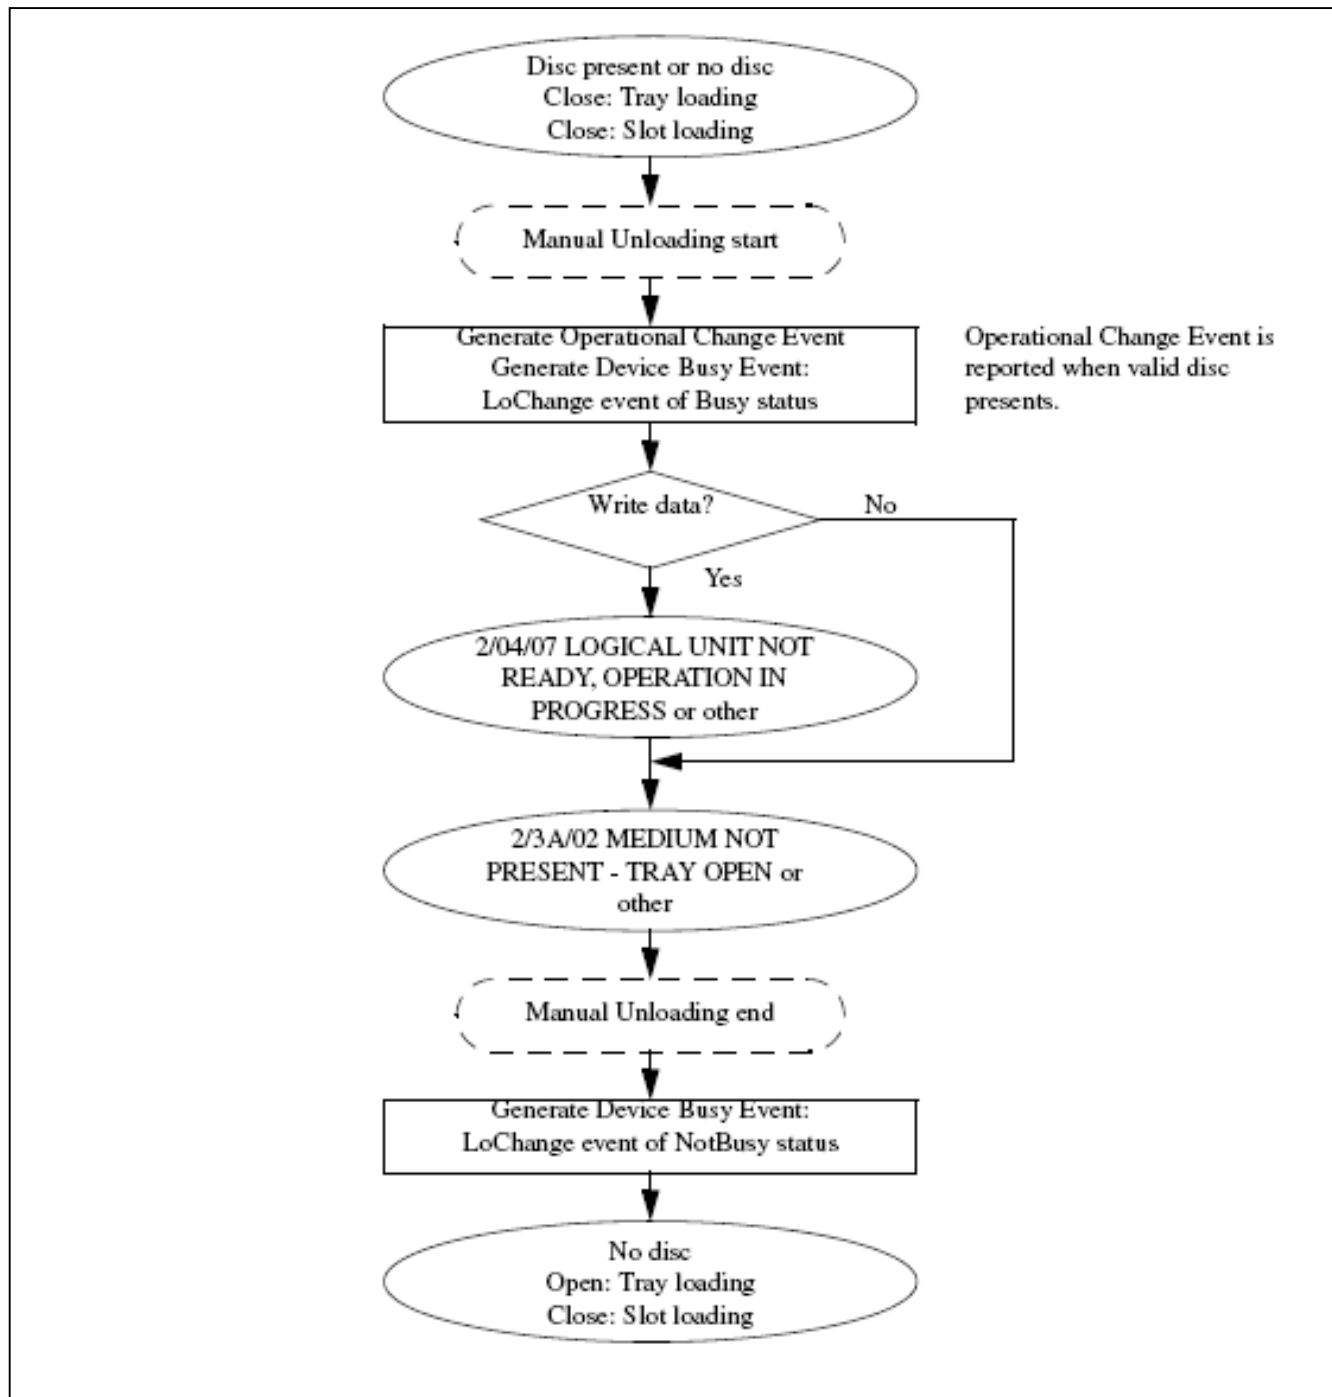 Disc present or no disc
Close: Tray loading
Close: Slot loading
Manual Unloading start
Generate Operational Change Event
Generate Device Busy Event:
LoChange event of Busy status
Operational Change Event is
reported when valid disc
presents.
Write data?
No
Yes
2/04/07 LOGICAL UNIT NOT
READY, OPERATION IN
PROGRESS or other
2/3A/02 MEDIUM NOT
PRESENT - TRAY OPEN or
other
Manual Unloading end
Generate Device Busy Event:
LoChange event of NotBusy status
No disc
Open: Tray loading
Close: Slot loading